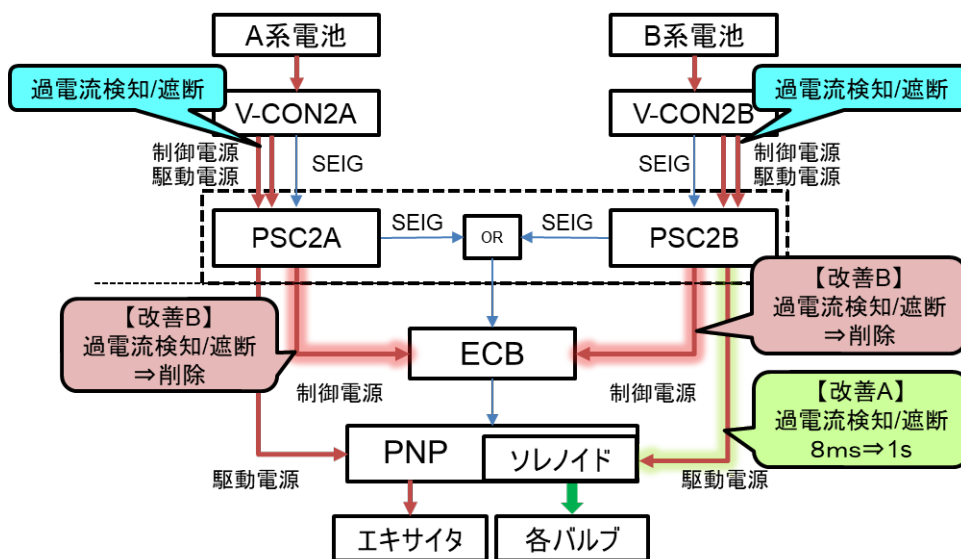 A系電池
B系電池
過電流検知/遮断
過電流検知/遮断
V-CON2A
V-CON2B
制御電源
駆動電源
SEIG
SEIG
制御電源
駆動電源
PSC2A
SEIG
OR
SEIG
PSC2B
【改善B】
過電流検知/遮断
⇒削除
【改善B】
過電流検知/遮断
⇒削除
ECB
制御電源
制御電源
【改善A】
過電流検知/遮断
8ms⇒1s
PNP
ソレノイド
駆動電源
駆動電源
エキサイタ
各バルブ